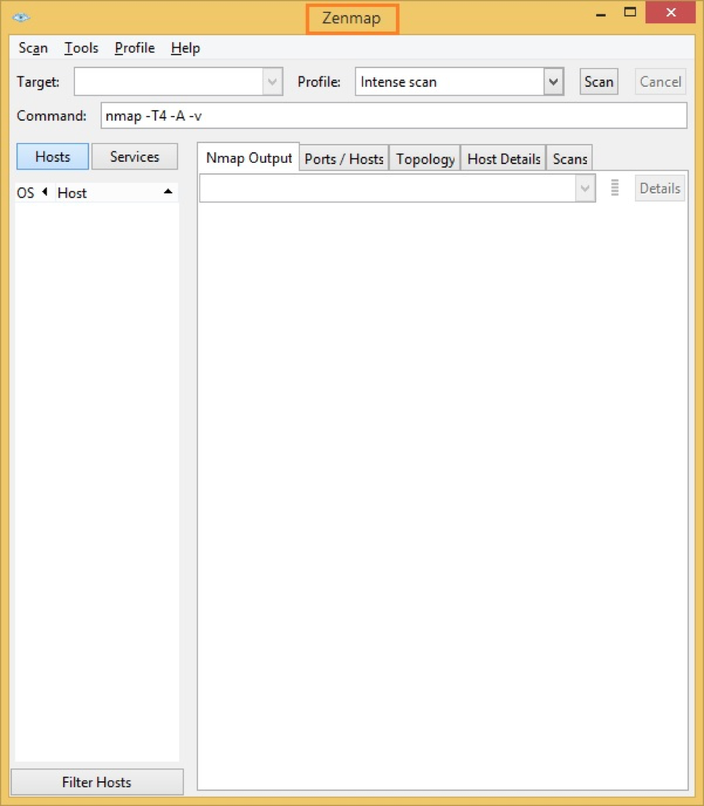 Zenmap
Scan Tools Profile Help
Target: Profile: Intense scan Scan Cancel
Command: nmap -T4 -A -v
Hosts Services Nmap Output Ports / Hosts Topology Host Details Scans
OS Host Details
Filter Hosts